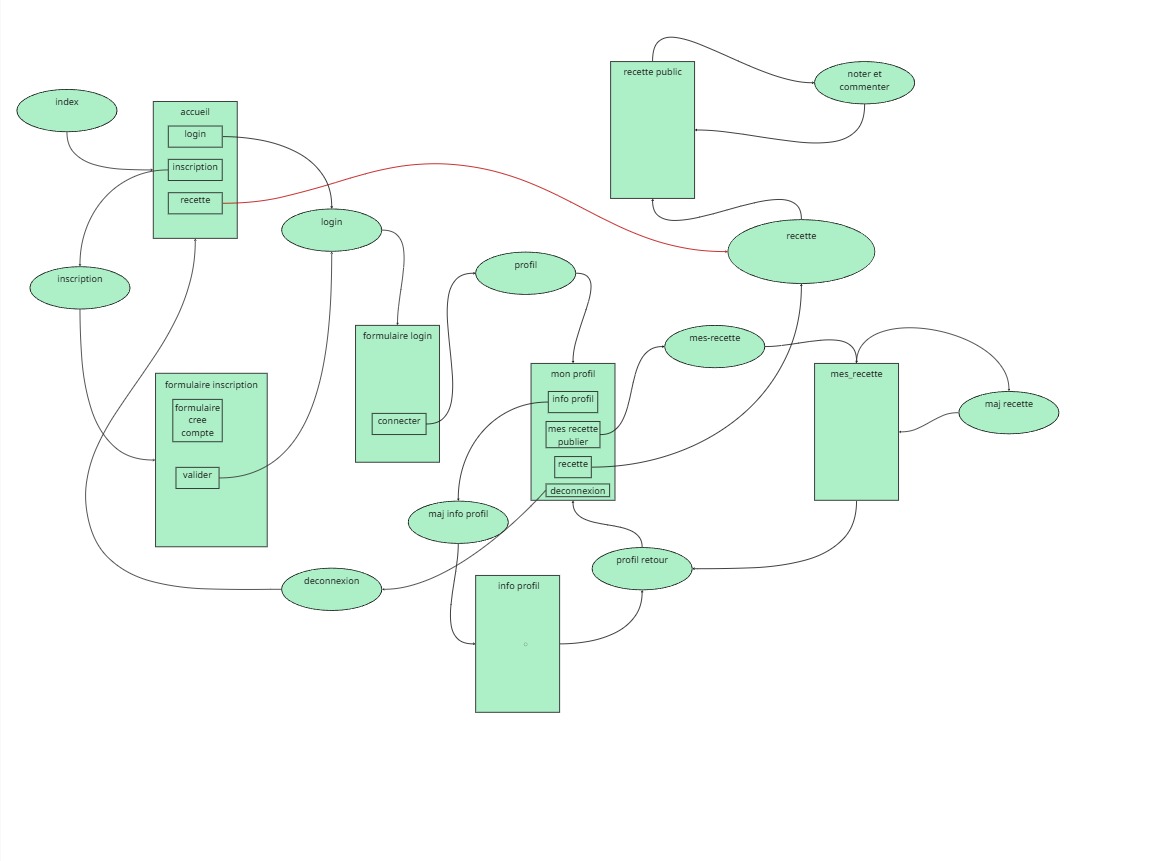 recette public
noter et
commenter
index
accueil
login
inscription
recette
login
recette
inscription
profil
formulaire login
connecter
mes-recette
mon profil
info profil
mes recette
publier
recette
deconnexion
mes_recette
maj recette
formulaire inscription
formulaire
cree
compte
valider
maj info profil
profil retour
deconnexion
info profil